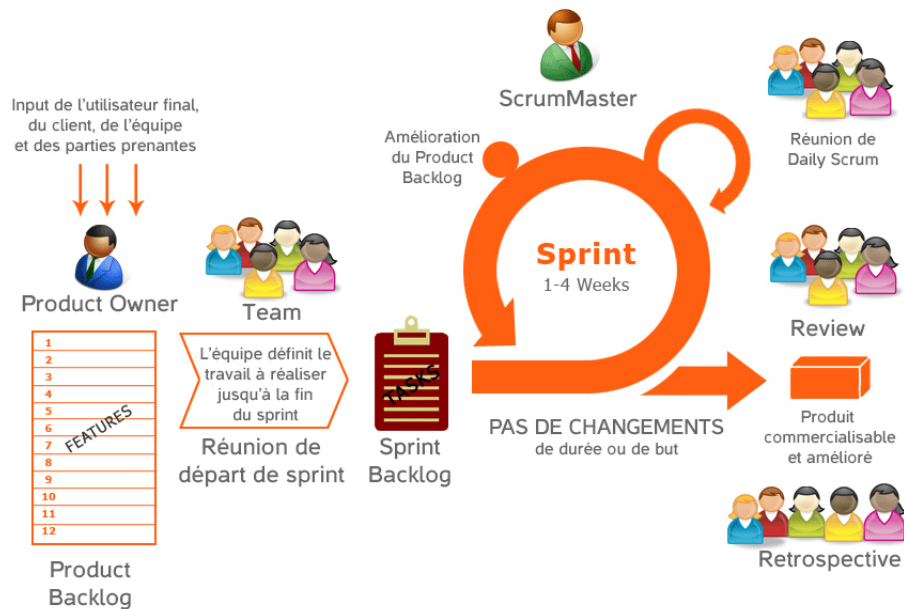 Input de l'utilisateur final,
du client, de l'équipe
et des parties prenantes
Product Owner
1
2
3
4
5
6
7
8
9
10
11
12
FEATURES
Product
Backlog
Team
L'équipe définit le
travail à réaliser
jusqu'à la fin
du sprint
Réunion de
départ de sprint
TASKS
Sprint
Backlog
ScrumMaster
Amélioration
du Product
Backlog
Sprint
1-4 Weeks
PAS DE CHANGEMENTS
de durée ou de but
Réunion de
Daily Scrum
Review
Produit
commercialisable
et amélioré
Retrospective